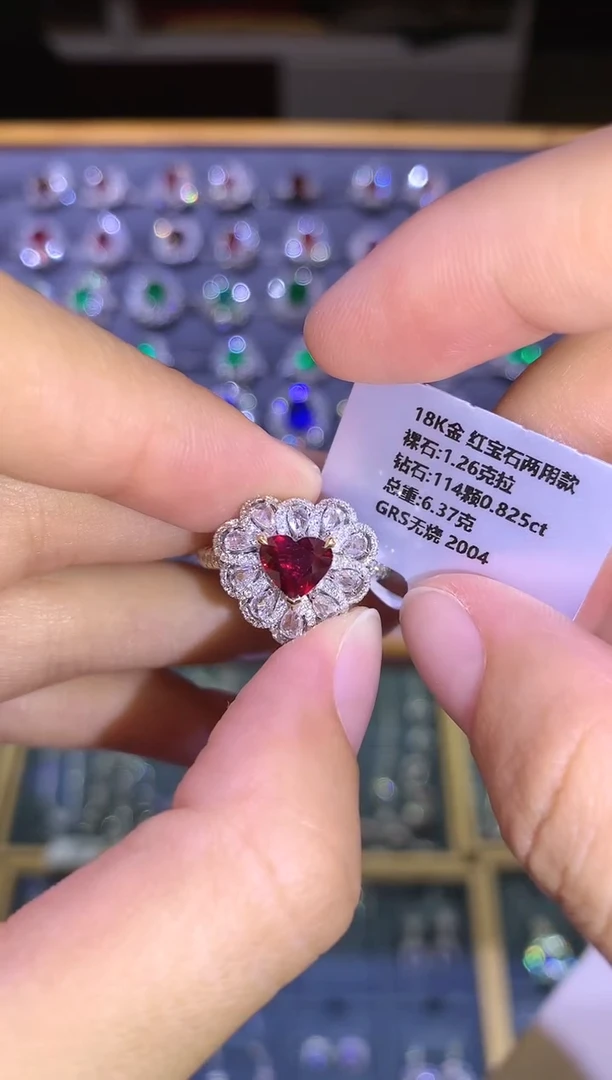 18K金 红宝石两用款
裸石:1.26克拉
钻石:114颗0.825ct
总重:6.37克
GRS无烧 2004